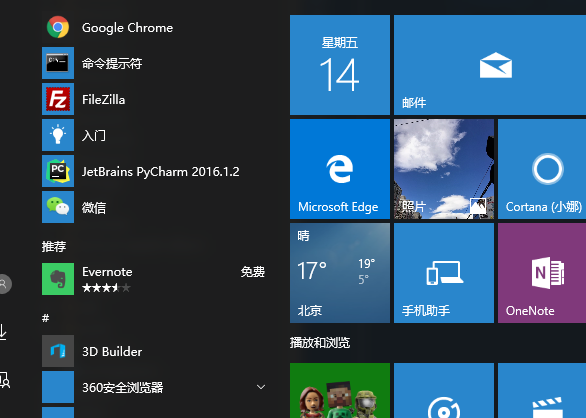 Google Chrome
命令提示符
FileZilla
入门
JetBrains PyCharm 2016.1.2
微信
推荐
Evernote
免费
#
3D Builder
360安全浏览器
星期五
14
邮件
Microsoft Edge
照片
Cortana (小娜)
晴
17°
19°
5°
北京
手机助手
OneNote
播放和浏览